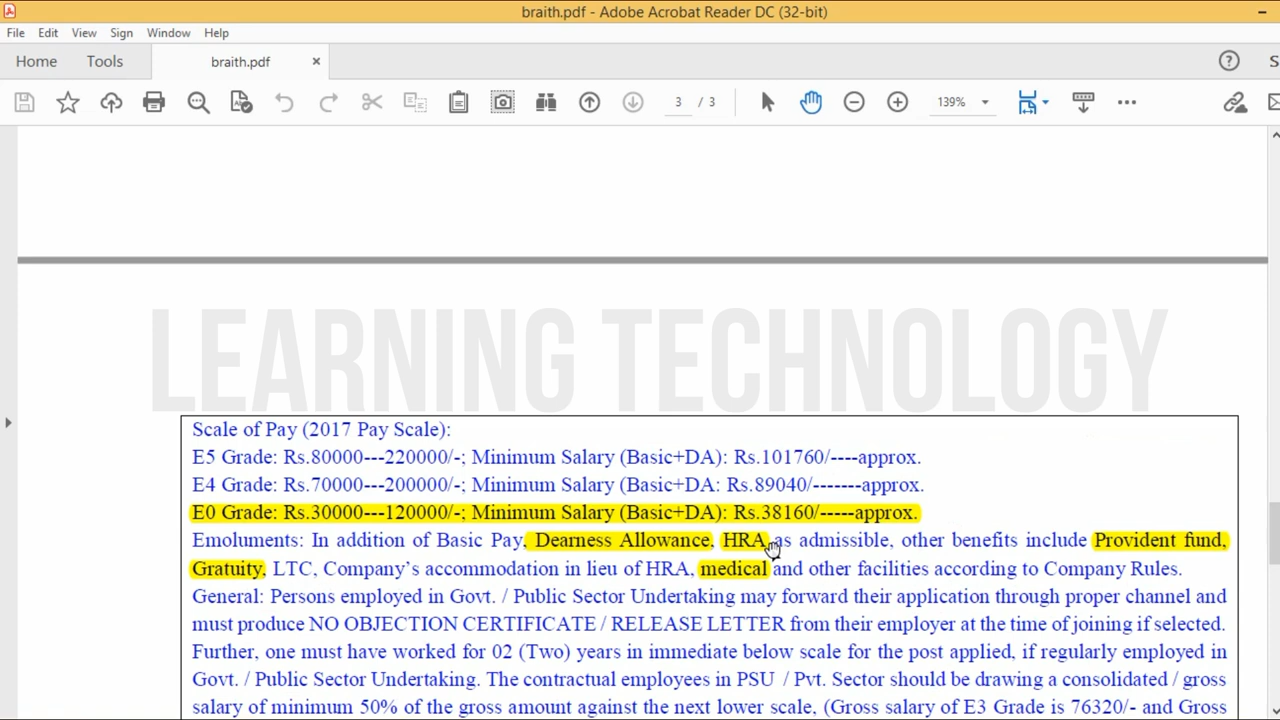 braith.pdf - Adobe Acrobat Reader DC (32-bit)
File Edit View Sign Window Help
Home Tools braith.pdf
3 / 3 139%
LEARNING TECHNOLOGY
Scale of Pay (2017 Pay Scale):
E5 Grade: Rs.80000---220000/-; Minimum Salary (Basic+DA): Rs.101760/----approx.
E4 Grade: Rs.70000---200000/-; Minimum Salary (Basic+DA: Rs.89040/-------approx.
E0 Grade: Rs.30000---120000/-; Minimum Salary (Basic+DA): Rs.38160/-----approx.
Emoluments: In addition of Basic Pay, Dearness Allowance, HRA as admissible, other benefits include Provident fund,
Gratuity, LTC, Company's accommodation in lieu of HRA, medical and other facilities according to Company Rules.
General: Persons employed in Govt. / Public Sector Undertaking may forward their application through proper channel and
must produce NO OBJECTION CERTIFICATE / RELEASE LETTER from their employer at the time of joining if selected.
Further, one must have worked for 02 (Two) years in immediate below scale for the post applied, if regularly employed in
Govt. / Public Sector Undertaking. The contractual employees in PSU / Pvt. Sector should be drawing a consolidated / gross
salary of minimum 50% of the gross amount against the next lower scale, (Gross salary of E3 Grade is 76320/- and Gross